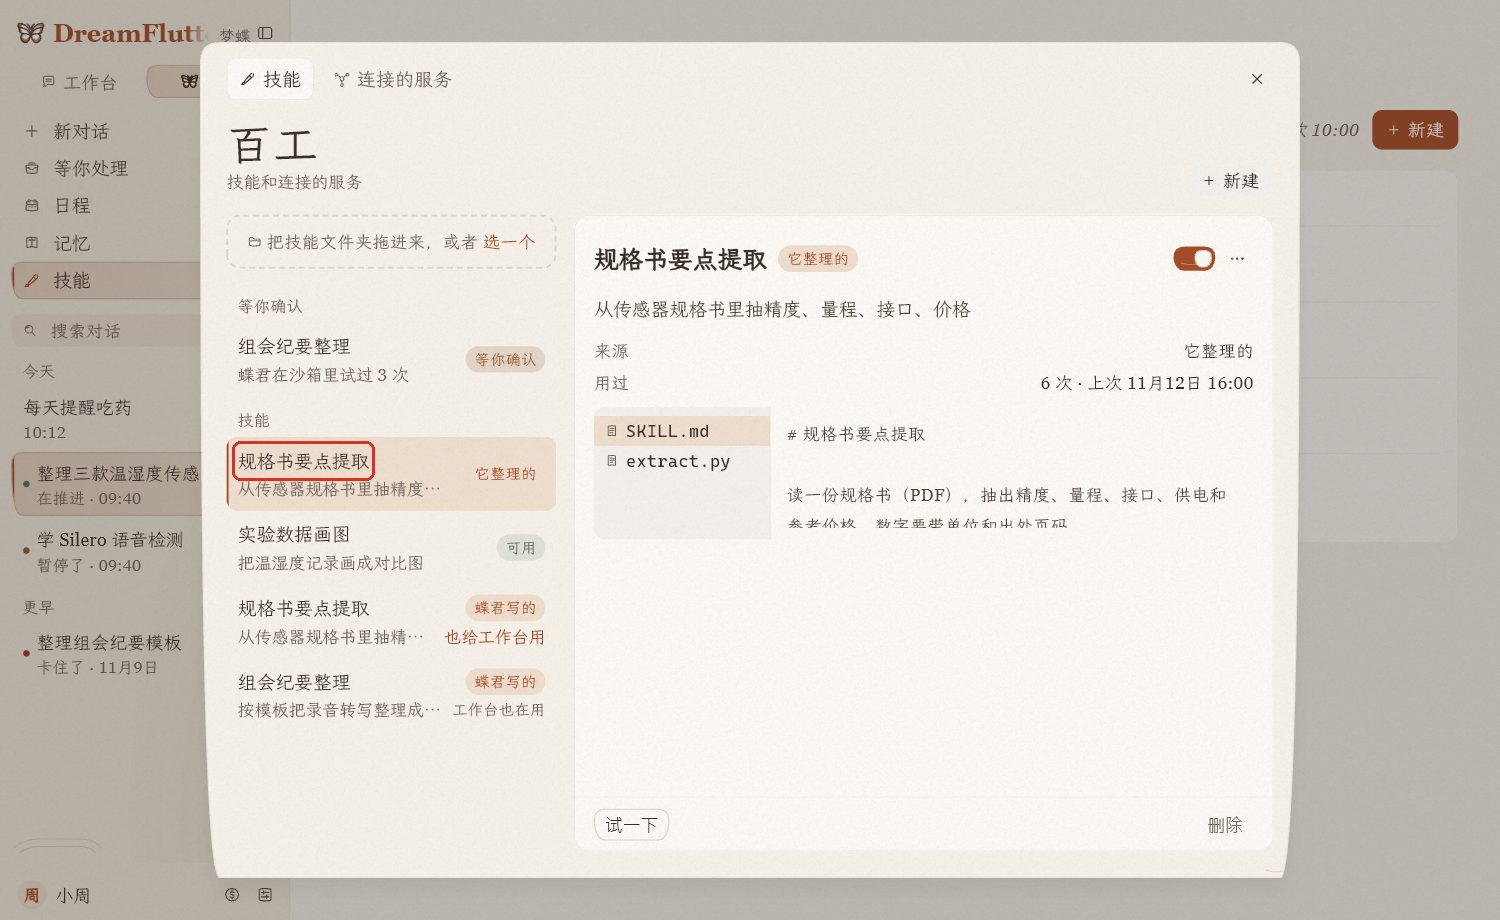 DreamFlutt
梦蝶
工作台
新对话
等你处理
日程
记忆
技能
搜索对话
今天
每天提醒吃药
10:12
整理三款温湿度传感
在推进 · 09:40
学 Silero 语音检测
暂停了 · 09:40
更早
整理组会纪要模板
卡住了 · 11月9日
周 小周
技能
连接的服务
百工
技能和连接的服务
+ 新建
把技能文件夹拖进来，或者 选一个
等你确认
组会纪要整理
等你确认
蝶君在沙箱里试过 3 次
技能
规格书要点提取
它整理的
从传感器规格书里抽精度…
实验数据画图
可用
把温湿度记录画成对比图
规格书要点提取
蝶君写的
从传感器规格书里抽精…
也给工作台用
组会纪要整理
蝶君写的
按模板把录音转写整理成…
工作台也在用
规格书要点提取
它整理的
从传感器规格书里抽精度、量程、接口、价格
来源
它整理的
用过
6 次 · 上次 11月12日 16:00
SKILL.md
extract.py
# 规格书要点提取
读一份规格书（PDF），抽出精度、量程、接口、供电和
参考价格，数字要带单位和出处页码
试一下
删除
次 10:00
+ 新建